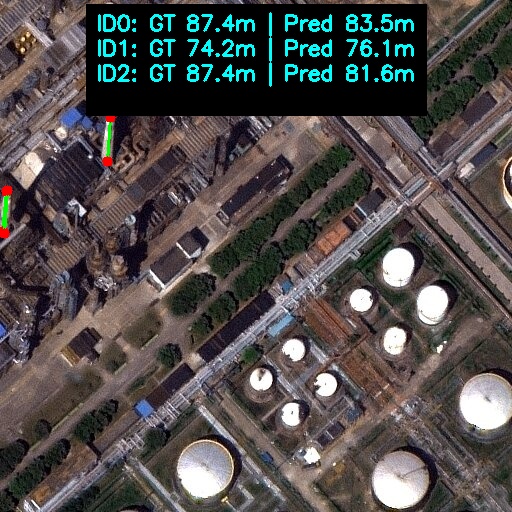 ID0: GT 87.4m | Pred 83.5m
ID1: GT 74.2m | Pred 76.1m
ID2: GT 87.4m | Pred 81.6m